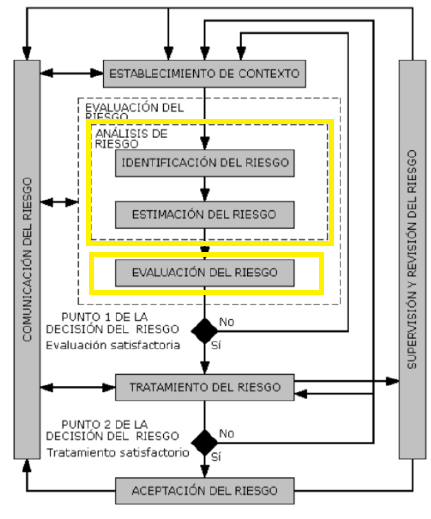 ESTABLECIMIENTO DE CONTEXTO
EVALUACIÓN DEL
RIESGO
ANÁLISIS DE
RIESGO
IDENTIFICACIÓN DEL RIESGO
ESTIMACIÓN DEL RIESGO
EVALUACIÓN DEL RIESGO
COMUNICACIÓN DEL RIESGO
SUPERVISIÓN Y REVISIÓN DEL RIESGO
PUNTO 1 DE LA
DECISIÓN DEL RIESGO
Evaluación satisfactoria
No
Sí
TRATAMIENTO DEL RIESGO
PUNTO 2 DE LA
DECISIÓN DEL RIESGO
Tratamiento satisfactorio
No
Sí
ACEPTACIÓN DEL RIESGO